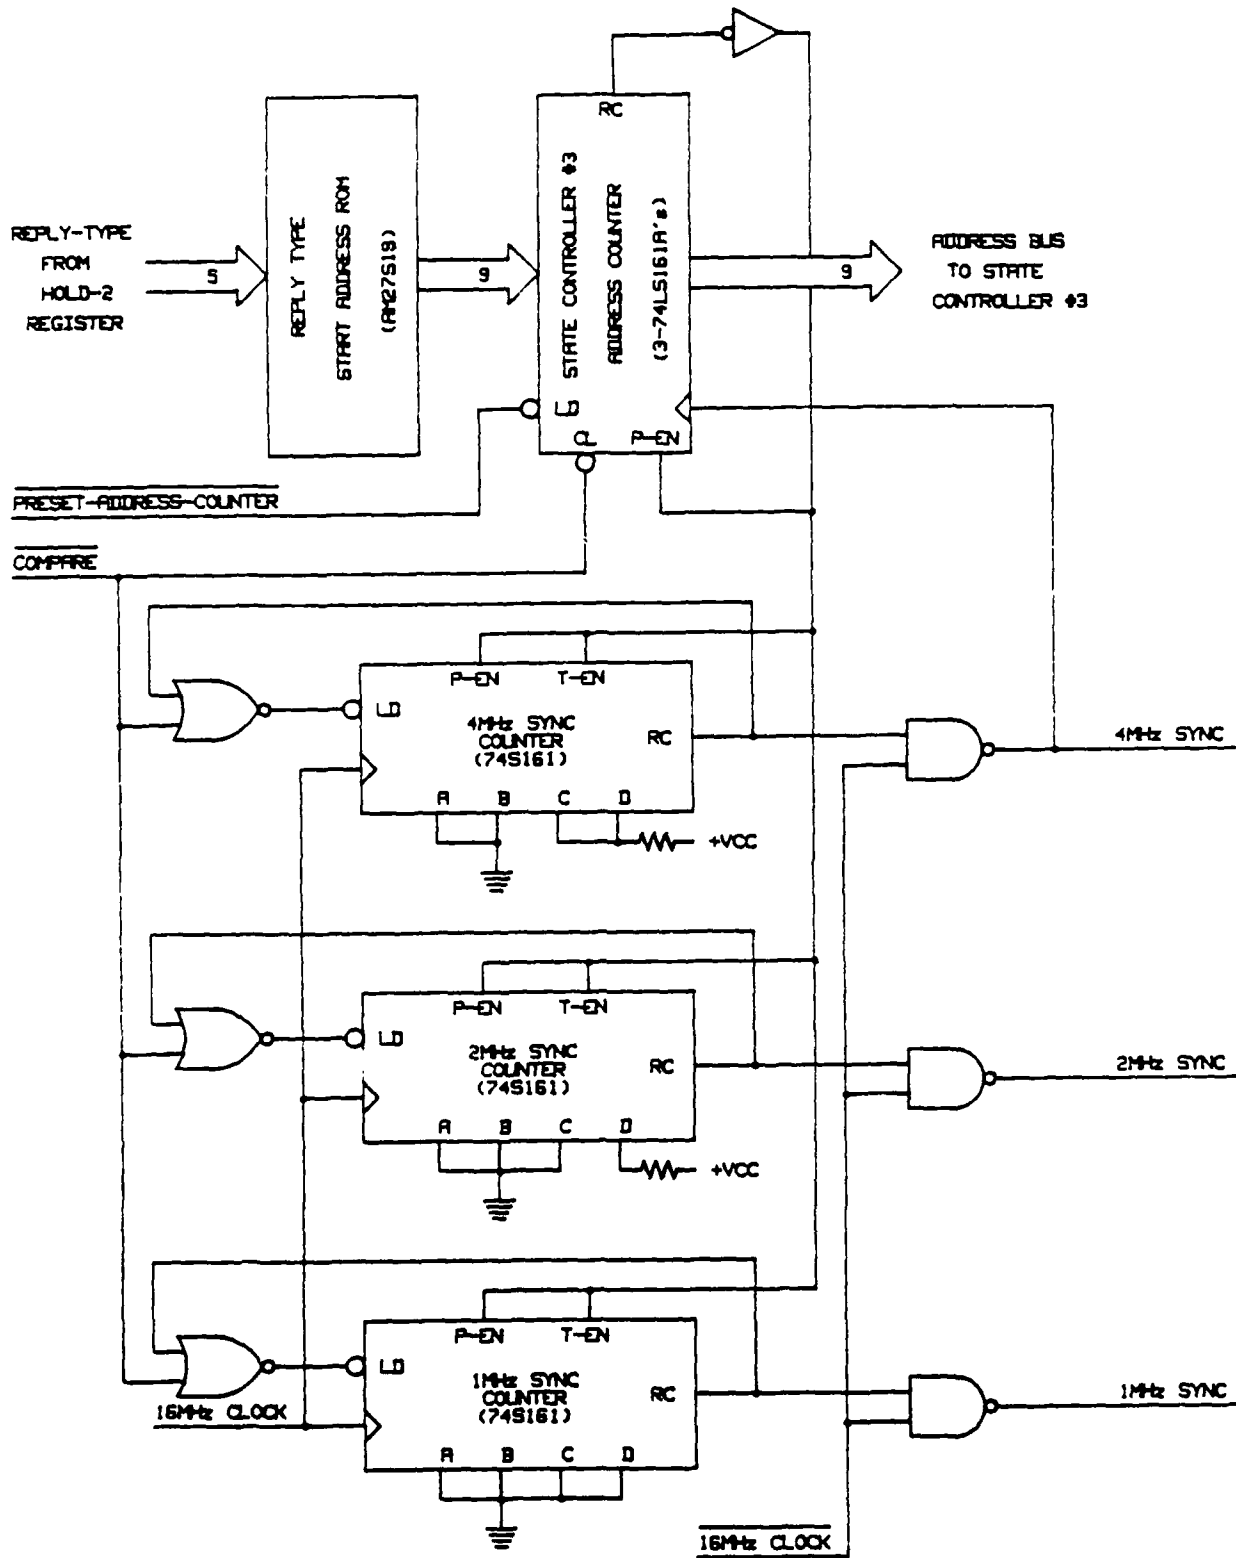 RC
REPLY-TYPE
FROM
HOLD-2
REGISTER
5
REPLY TYPE
START ADDRESS ROM
(AM27S19)
9
STATE CONTROLLER #3
ADDRESS COUNTER
(3-74LS161A's)
9
ADDRESS BUS
TO STATE
CONTROLLER #3
LD
CL
P-EN
PRESET-ADDRESS-COUNTER
COMPARE
P-EN T-EN
LD
4MHz SYNC
COUNTER
(74S161)
RC
4MHz SYNC
A B C D
+VCC
P-EN T-EN
LD
2MHz SYNC
COUNTER
(74S161)
RC
2MHz SYNC
A B C D
+VCC
P-EN T-EN
LD
1MHz SYNC
COUNTER
(74S161)
RC
1MHz SYNC
16MHz CLOCK
A B C D
16MHz CLOCK